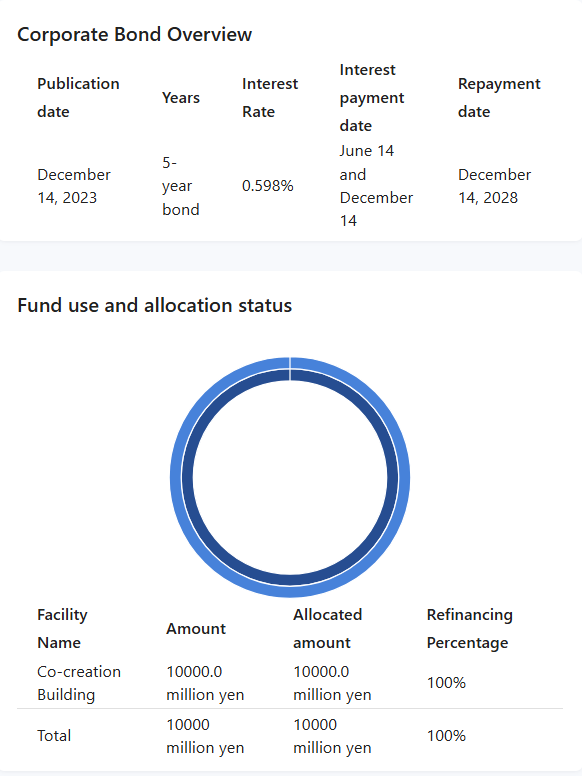 Corporate Bond Overview
Publication date
Years
Interest Rate
Interest payment date
Repayment date
December 14, 2023
5-year bond
0.598%
June 14 and December 14
December 14, 2028
Fund use and allocation status
Facility Name
Amount
Allocated amount
Refinancing Percentage
Co-creation Building
10000.0 million yen
10000.0 million yen
100%
Total
10000 million yen
10000 million yen
100%